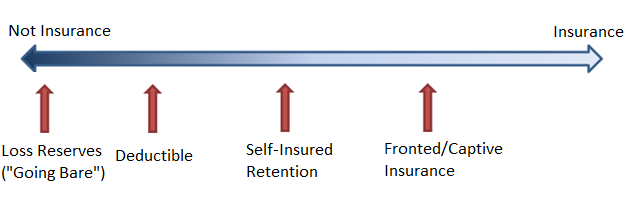 Not Insurance
Insurance
Loss Reserves
("Going Bare")
Deductible
Self-Insured
Retention
Fronted/Captive
Insurance